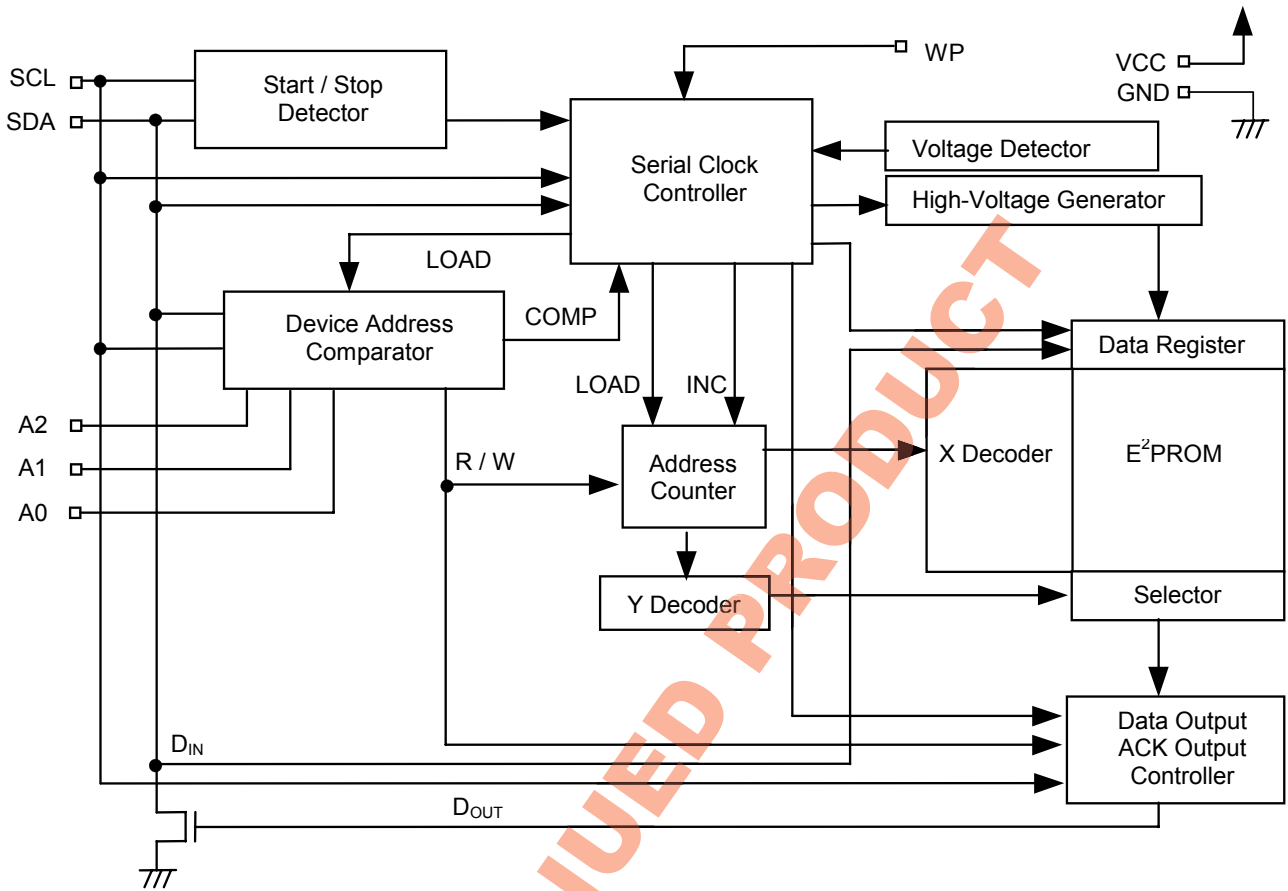 SCL
SDA
Start / Stop
Detector
WP
VCC
GND
Serial Clock
Controller
Voltage Detector
High-Voltage Generator
LOAD
Device Address
Comparator
COMP
LOAD
INC
Data Register
A2
A1
A0
R / W
Address
Counter
X Decoder
E²PROM
Y Decoder
Selector
Data Output
ACK Output
Controller
DIN
DOUT
NUED PRODUCT